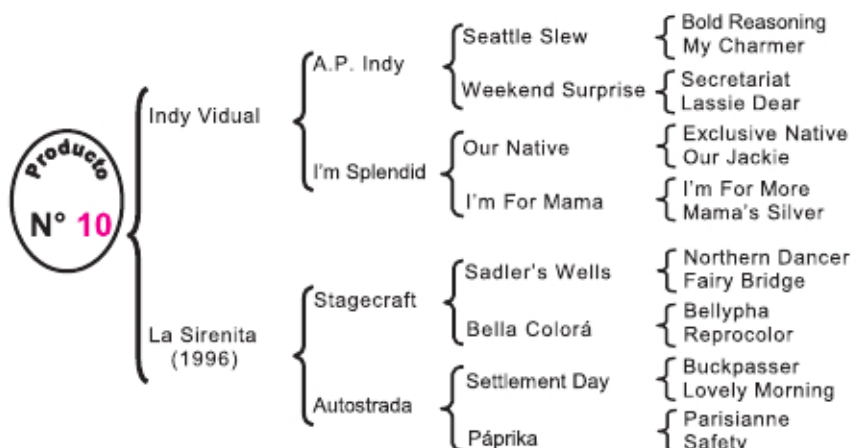 Producto
N° 10
Indy Vidual
La Sirenita
(1996)
A.P. Indy
I'm Splendid
Stagecraft
Autostrada
Seattle Slew
Weekend Surprise
Our Native
I'm For Mama
Sadler's Wells
Bella Colorá
Settlement Day
Páprika
Bold Reasoning
My Charmer
Secretariat
Lassie Dear
Exclusive Native
Our Jackie
I'm For More
Mama's Silver
Northern Dancer
Fairy Bridge
Bellypha
Reprocolor
Buckpasser
Lovely Morning
Parisianne
Safety